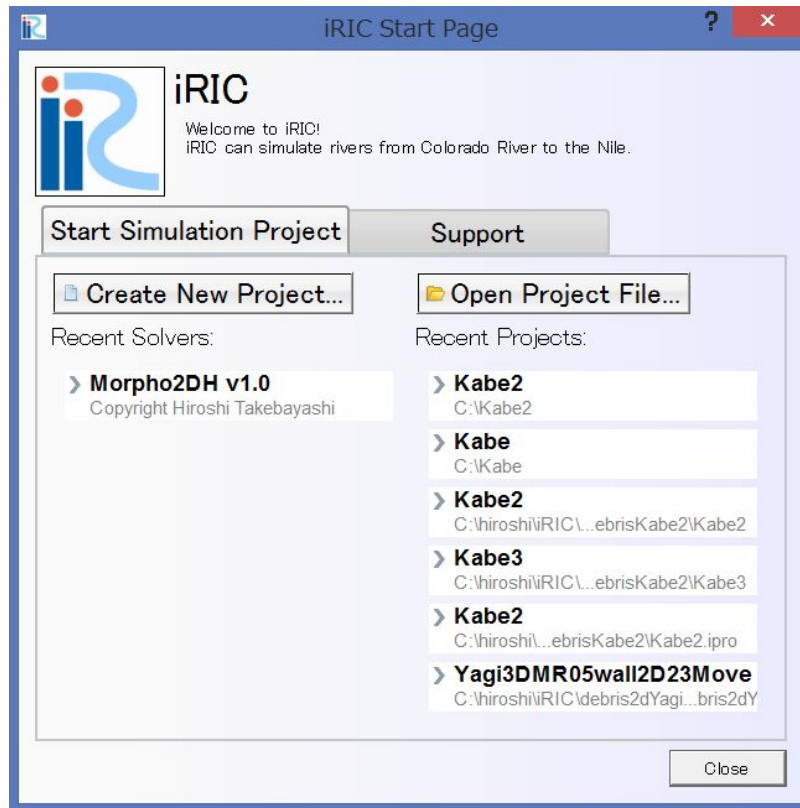 iRIC Start Page
iRIC
Welcome to iRIC!
iRIC can simulate rivers from Colorado River to the Nile.
Start Simulation Project
Support
Create New Project...
Open Project File...
Recent Solvers:
Recent Projects:
Morpho2DH v1.0
Copyright Hiroshi Takebayashi
Kabe2
C:\Kabe2
Kabe
C:\Kabe
Kabe2
C:\hiroshi\iRIC\...ebrisKabe2\Kabe2
Kabe3
C:\hiroshi\iRIC\...ebrisKabe2\Kabe3
Kabe2
C:\hiroshi\...ebrisKabe2\Kabe2.ipro
Yagi3DMR05wall2D23Move
C:\hiroshi\iRIC\debris2dYagi...bris2dY
Close